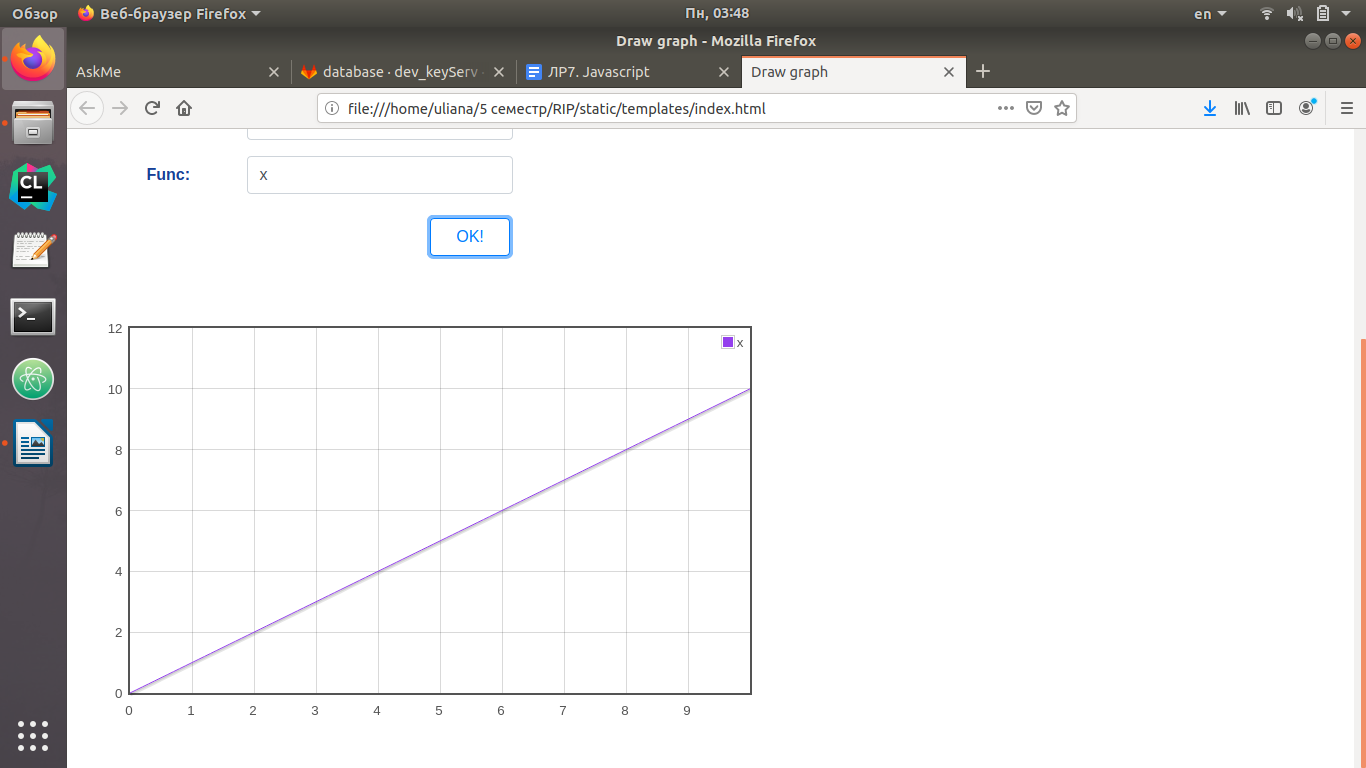 Обзор Веб-браузер Firefox Пн, 03:48 en
Draw graph - Mozilla Firefox
AskMe database · dev_keyServ ЛР7. Javascript Draw graph
file:///home/uliana/5 семестр/RIP/static/templates/index.html
CL
Func: x
OK!
12
x
10
8
6
4
2
0
0 1 2 3 4 5 6 7 8 9